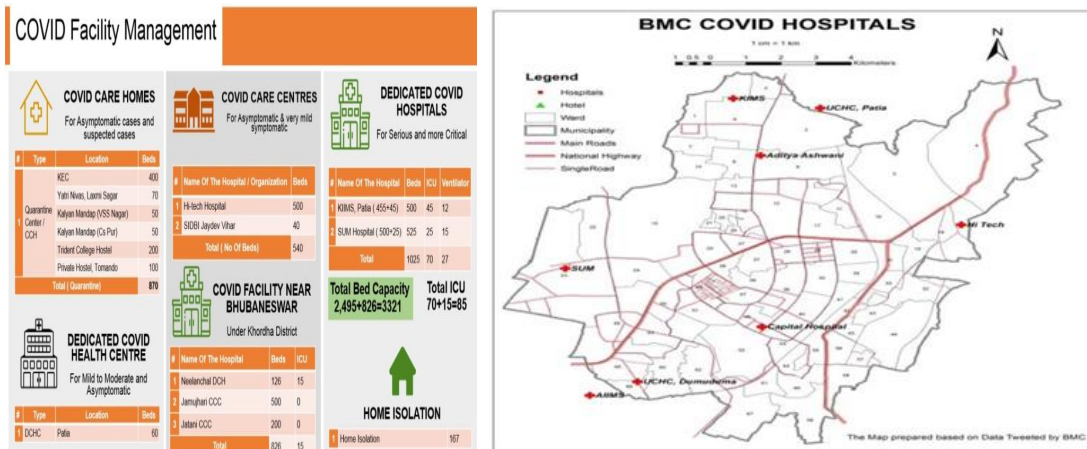 COVID Facility Management
COVID CARE HOMES
For Asymptomatic cases and
suspected cases
# Type Location Beds
1 Quarantine Center / CCH KEC 400
Yatri Nivas, Laxmi Sagar 70
Kalyan Mandap (VSS Nagar) 50
Kalyan Mandap (Cs Pur) 50
Trident College Hostel 200
Private Hostel, Tomando 100
Total ( Quarantine) 870
DEDICATED COVID
HEALTH CENTRE
For Mild to Moderate and
Asymptomatic
# Type Location Beds
1 DCHC Patia 60
COVID CARE CENTRES
For Asymptomatic & very mild
symptomatic
# Name Of The Hospital / Organization Beds
1 Hi-tech Hospital 500
2 SIDBI Jaydev Vihar 40
Total ( No Of Beds) 540
COVID FACILITY NEAR
BHUBANESWAR
Under Khordha District
# Name Of The Hospital Beds ICU
1 Neelanchal DCH 126 15
2 Jamujhari CCC 500 0
3 Jatani CCC 200 0
Total 826 15
DEDICATED COVID
HOSPITALS
For Serious and more Critical
# Name Of The Hospital Beds ICU Ventilator
1 KIIMS, Patia ( 455+45) 500 45 12
2 SUM Hospital ( 500+25) 525 25 15
Total 1025 70 27
Total Bed Capacity
2,495+826=3321
Total ICU
70+15=85
HOME ISOLATION
1 Home Isolation 167
BMC COVID HOSPITALS
1 cm = 1 km
1 0.5 0 1 2 3 4
Kilometers
N
Legend
Hospitals
Hotel
Ward
Municipality
Main Roads
National Highway
SingleRoad
KIMS
UCHC, Patia
Aditya Ashwani
Hi Tech
SUM
Capital Hospital
UCHC, Dumuduma
AIIMS
The Map prepared based on Data Tweeted by BMC